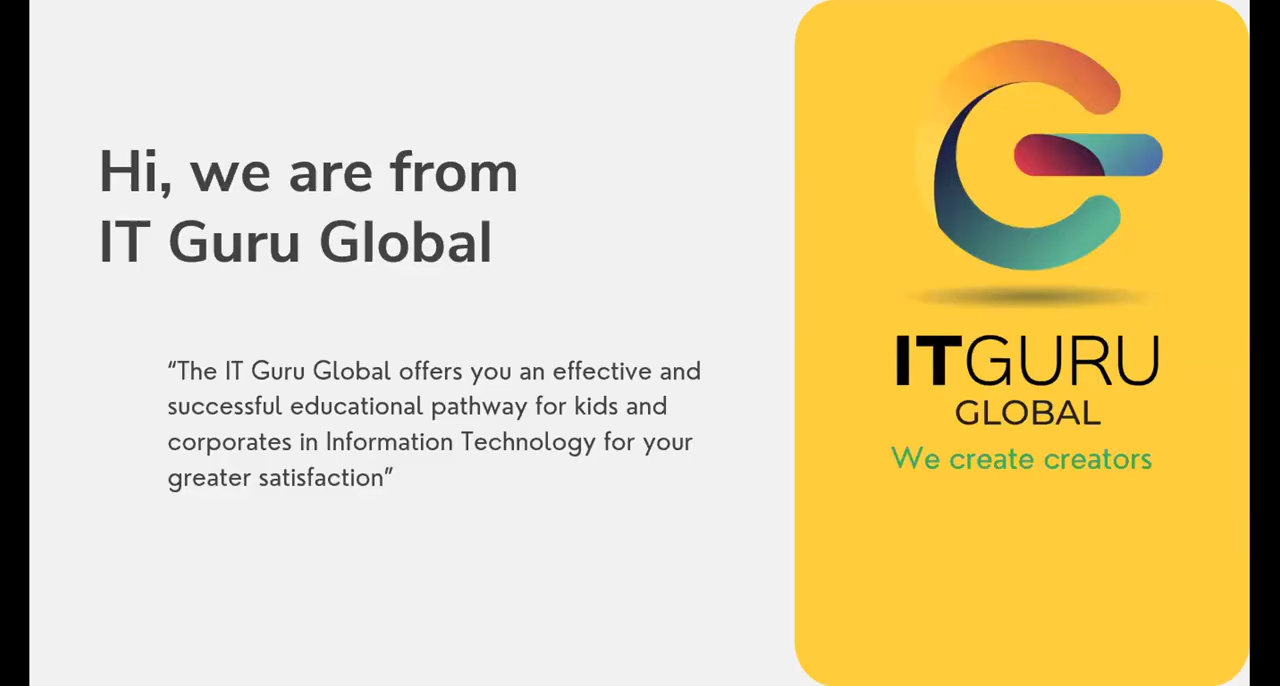 Hi, we are from
IT Guru Global
“The IT Guru Global offers you an effective and
successful educational pathway for kids and
corporates in Information Technology for your
greater satisfaction”
ITGURU
GLOBAL
We create creators